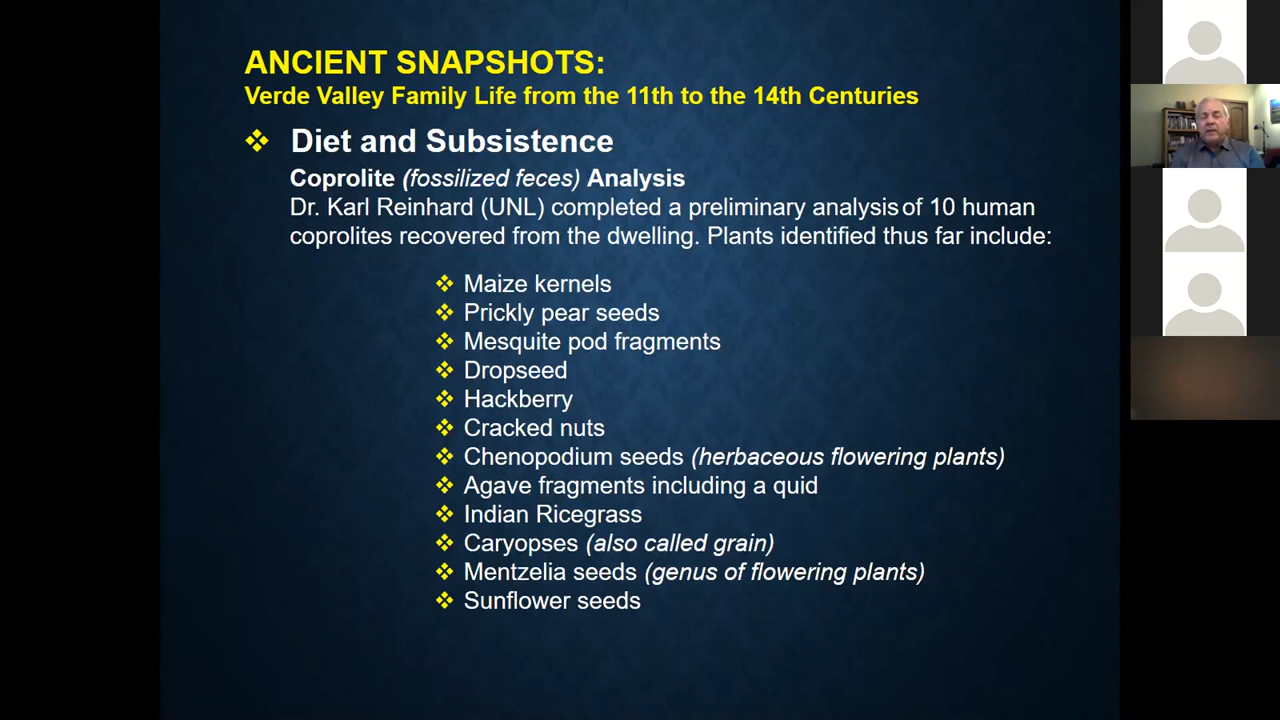 ANCIENT SNAPSHOTS:
Verde Valley Family Life from the 11th to the 14th Centuries
Diet and Subsistence
Coprolite (fossilized feces) Analysis
Dr. Karl Reinhard (UNL) completed a preliminary analysis of 10 human
coprolites recovered from the dwelling. Plants identified thus far include:
Maize kernels
Prickly pear seeds
Mesquite pod fragments
Dropseed
Hackberry
Cracked nuts
Chenopodium seeds (herbaceous flowering plants)
Agave fragments including a quid
Indian Ricegrass
Caryopses (also called grain)
Mentzelia seeds (genus of flowering plants)
Sunflower seeds